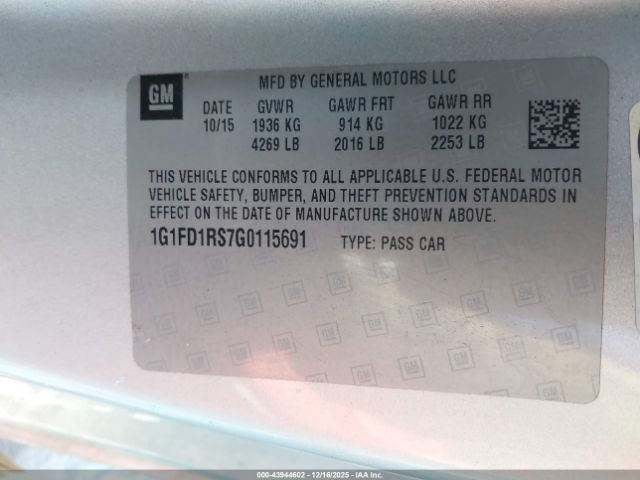 GM
MFD BY GENERAL MOTORS LLC
DATE GVWR GAWR FRT GAWR RR
10/15 1936 KG 914 KG 1022 KG
4269 LB 2016 LB 2253 LB
THIS VEHICLE CONFORMS TO ALL APPLICABLE U.S. FEDERAL MOTOR
VEHICLE SAFETY, BUMPER, AND THEFT PREVENTION STANDARDS IN
EFFECT ON THE DATE OF MANUFACTURE SHOWN ABOVE.
1G1FD1RS7G0115691 TYPE: PASS CAR
000-43944602 - 12/16/2025 - IAA Inc.